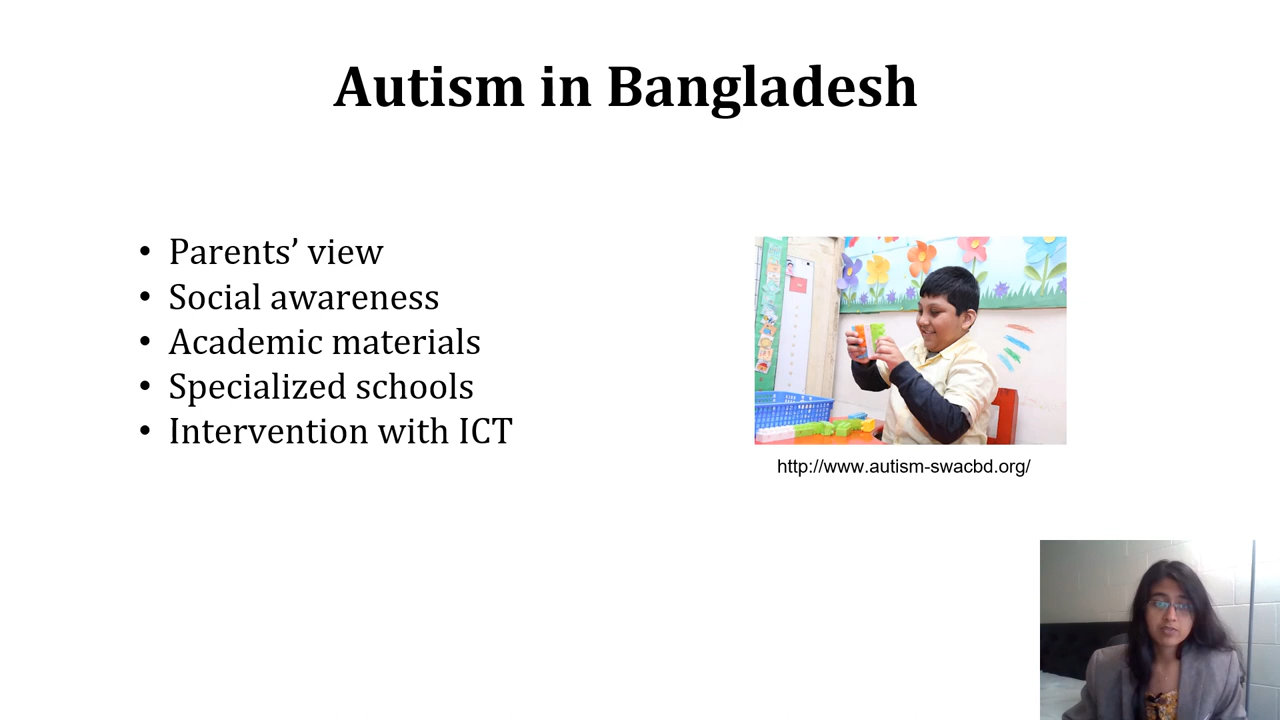 Autism in Bangladesh
• Parents’ view
• Social awareness
• Academic materials
• Specialized schools
• Intervention with ICT
http://www.autism-swacbd.org/